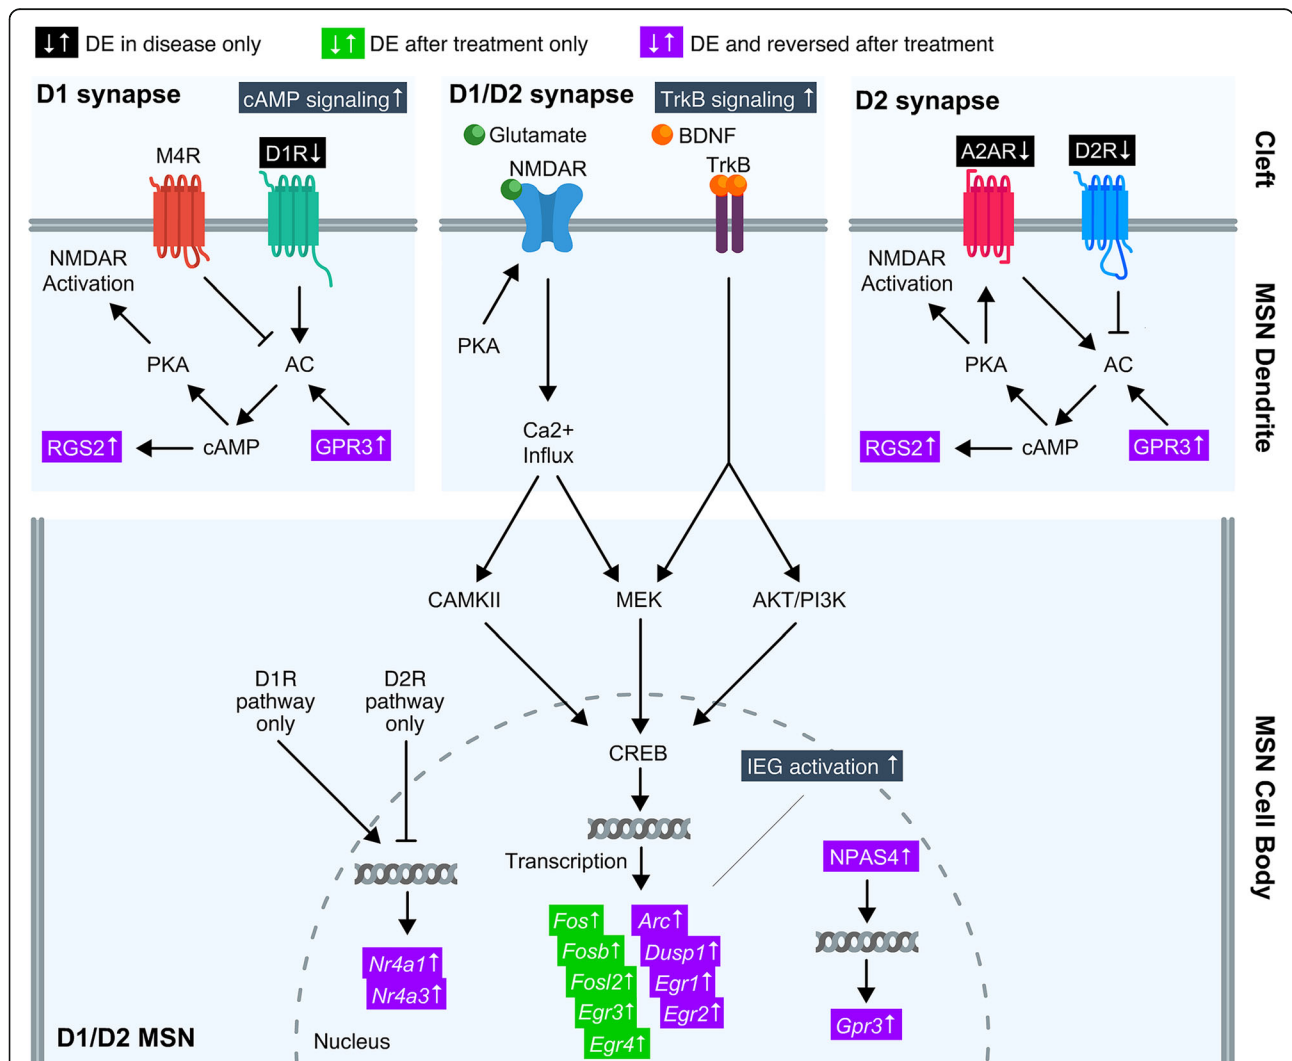 ↓↑ DE in disease only
↓↑ DE after treatment only
↓↑ DE and reversed after treatment
D1 synapse
cAMP signaling↑
M4R
D1R↓
NMDAR
Activation
PKA
AC
RGS2↑
cAMP
GPR3↑
D1/D2 synapse
TrkB signaling ↑
Glutamate
BDNF
NMDAR
TrkB
PKA
Ca2+
Influx
D2 synapse
A2AR↓
D2R↓
NMDAR
Activation
PKA
AC
RGS2↑
cAMP
GPR3↑
Cleft
MSN Dendrite
CAMKII
MEK
AKT/PI3K
D1R
pathway
only
D2R
pathway
only
CREB
IEG activation ↑
Transcription
NPAS4↑
Nr4a1↑
Nr4a3↑
Fos↑
Fosb↑
Fosl2↑
Egr3↑
Egr4↑
Arc↑
Dusp1↑
Egr1↑
Egr2↑
Gpr3↑
D1/D2 MSN
Nucleus
MSN Cell Body